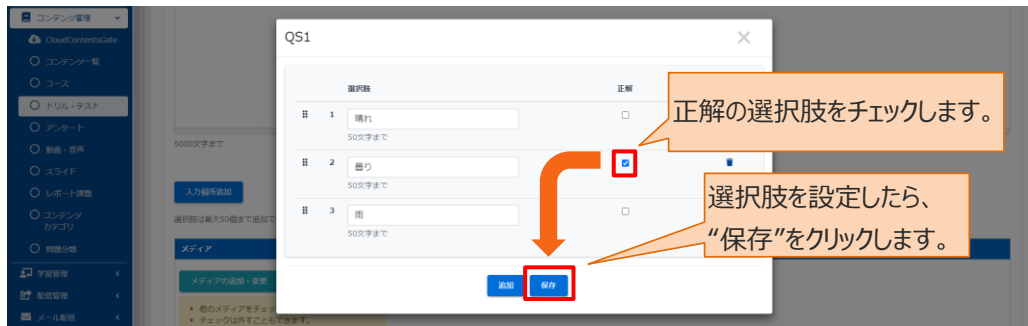 コンテンツ管理
CloudContentsGate
コンテンツ一覧
コース
ドリル・テスト
アンケート
動画・音声
スライド
レポート課題
コンテンツ
カテゴリ
問題分類
学習管理
配信管理
メール配信
5000文字まで
入力個所追加
選択肢は最大50個まで追加で
メディア
メディアの追加・変更
他のメディアをチェッ
チェックは外すこともできます。
QS1
選択肢
正解
1
晴れ
50文字まで
2
曇り
50文字まで
3
雨
50文字まで
追加
保存
正解の選択肢をチェックします。
選択肢を設定したら、
“保存”をクリックします。